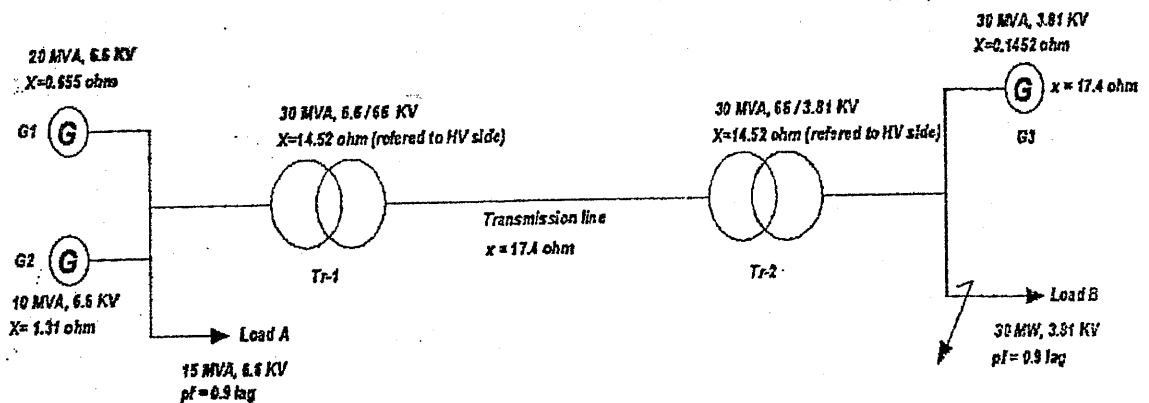 20 MVA, 6.6 KV
X=0.655 ohm
G1
G
G2
G
10 MVA, 6.6 KV
X= 1.31 ohm
Load A
15 MVA, 6.6 KV
pf = 0.9 lag
30 MVA, 6.6/66 KV
X=14.52 ohm (refered to HV side)
Tr-1
Transmission line
x = 17.4 ohm
30 MVA, 66/3.81 KV
X=14.52 ohm (refered to HV side)
Tr-2
30 MVA, 3.81 KV
X=0.1452 ohm
G
x = 17.4 ohm
G3
Load B
30 MW, 3.81 KV
pf = 0.9 lag